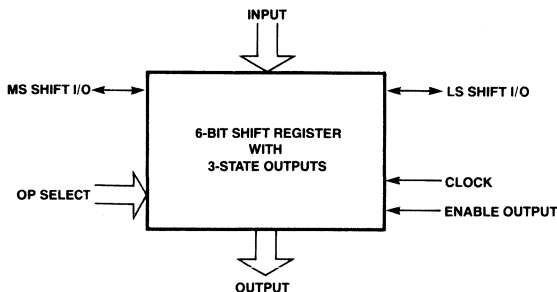 INPUT
MS SHIFT I/O
LS SHIFT I/O
6-BIT SHIFT REGISTER
WITH
3-STATE OUTPUTS
OP SELECT
CLOCK
ENABLE OUTPUT
OUTPUT